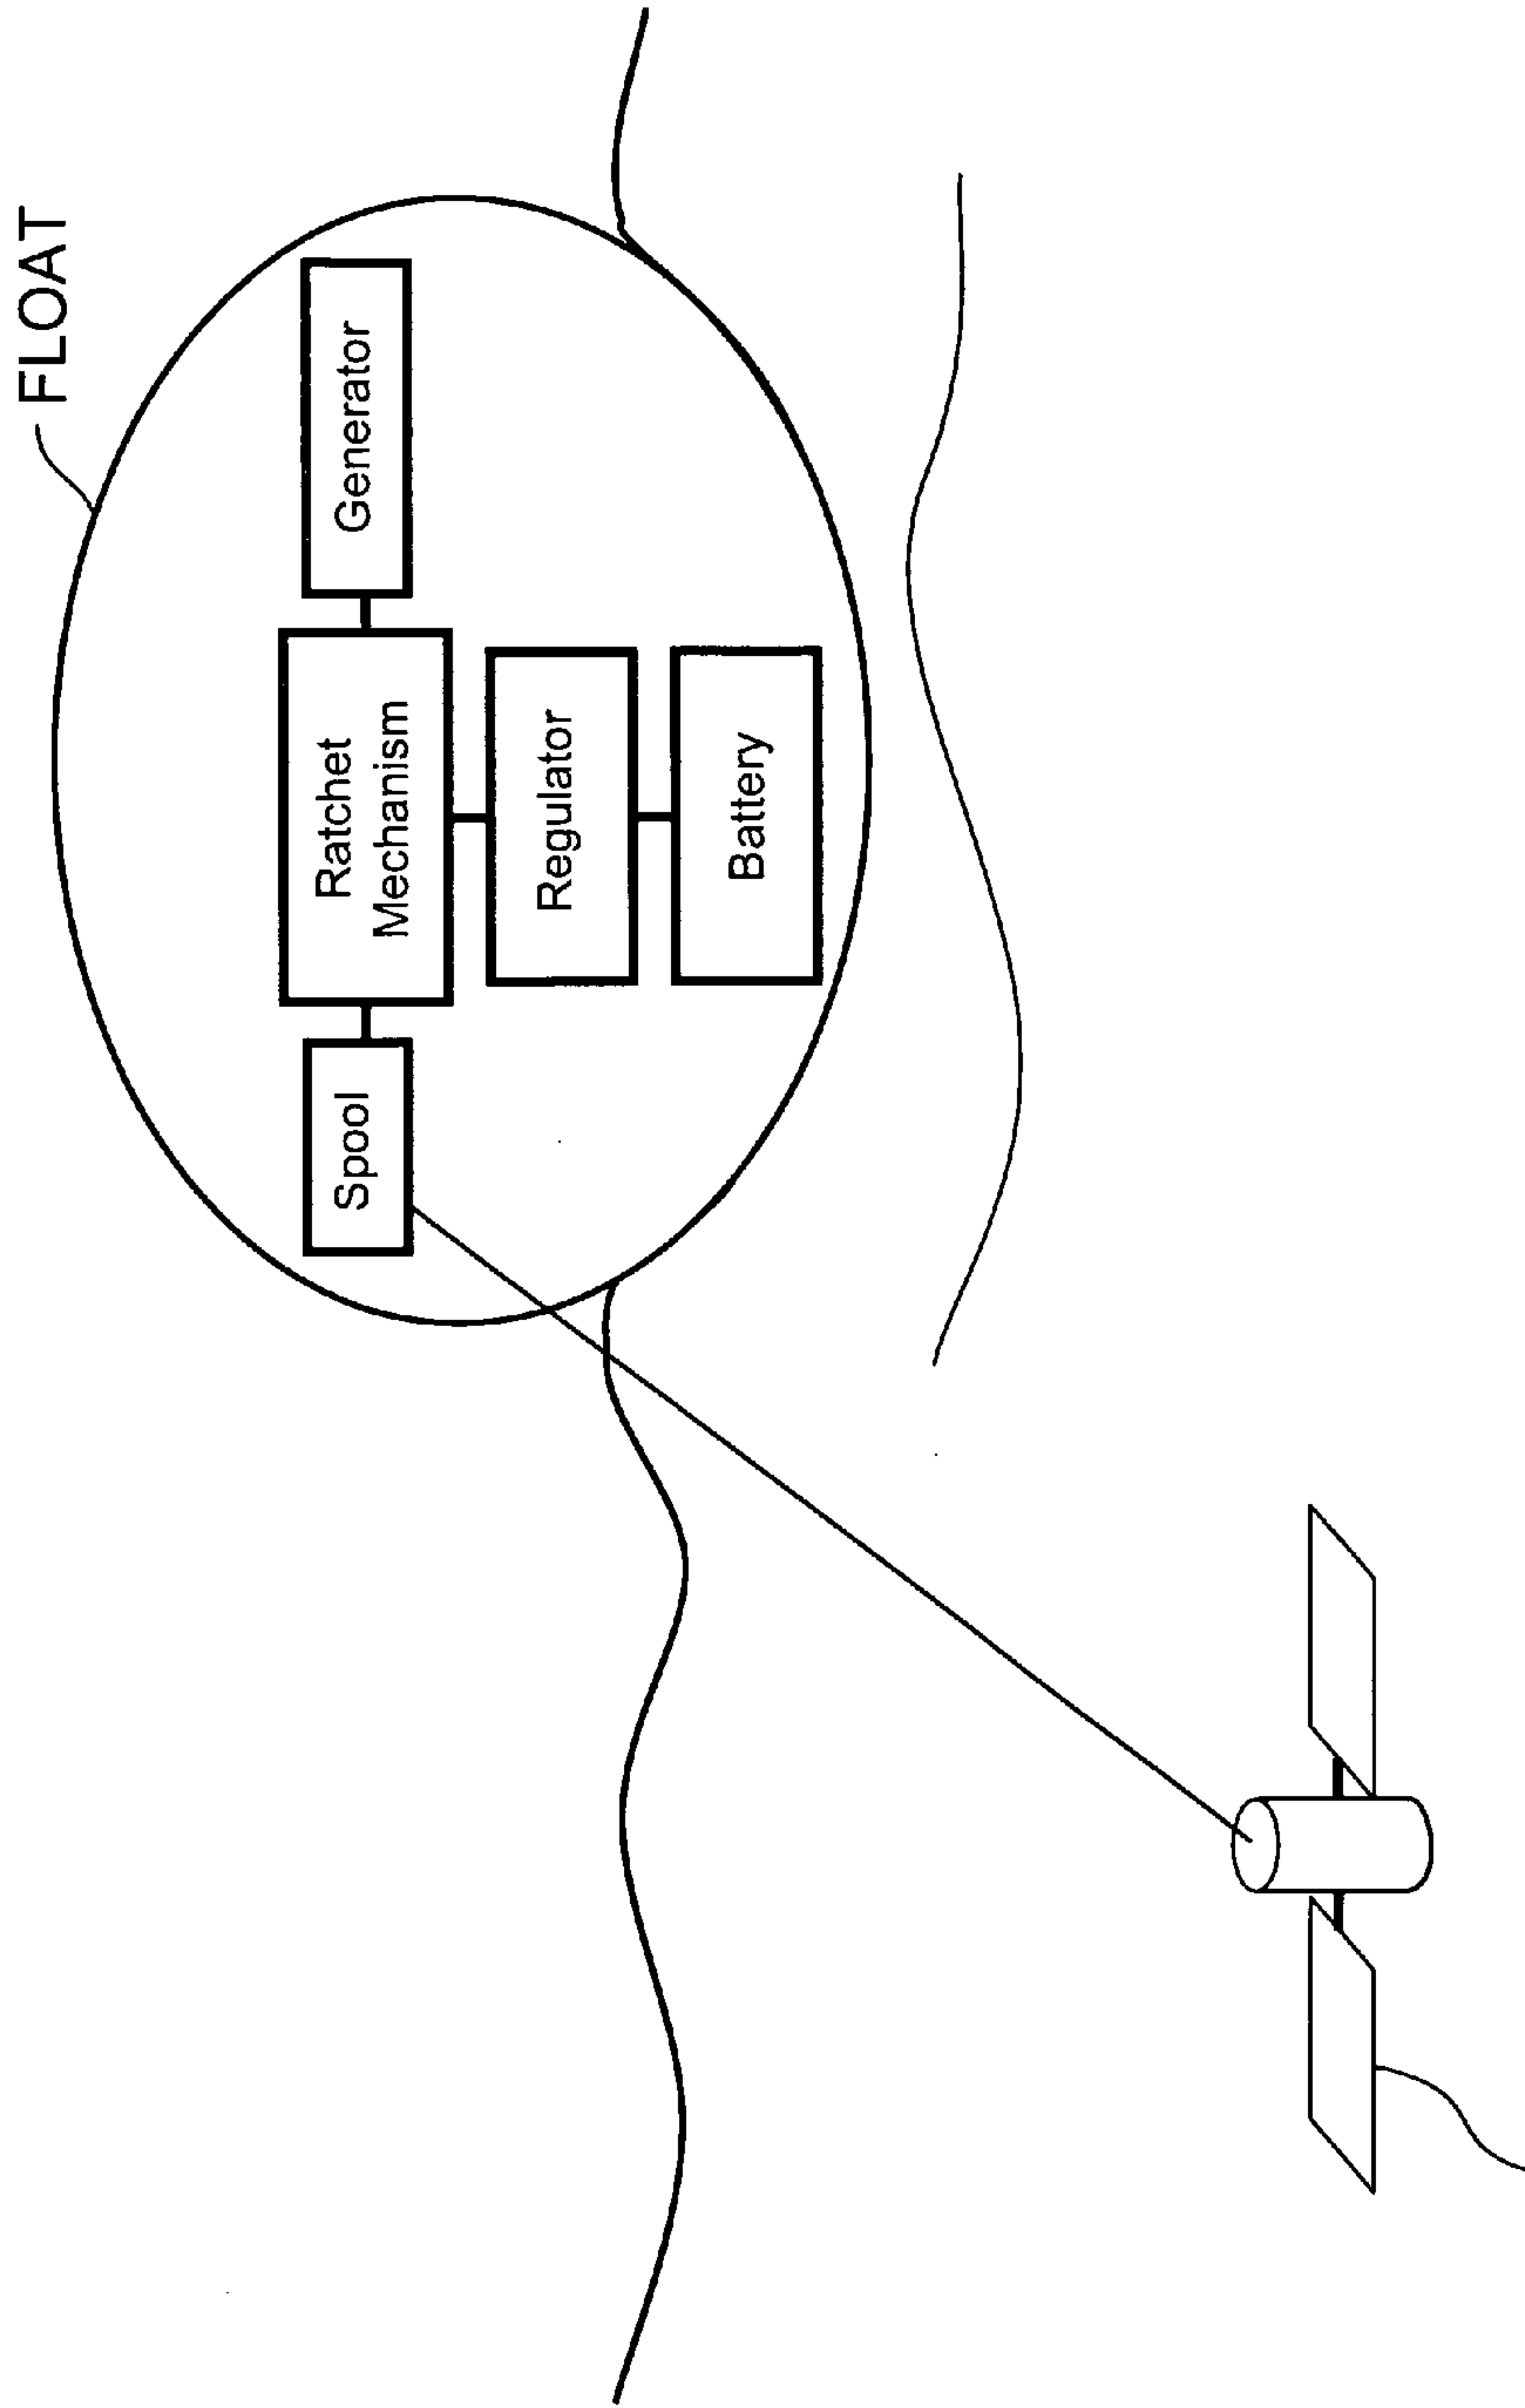 FLOAT
Spool
Ratchet
Mechanism
Generator
Regulator
Battery